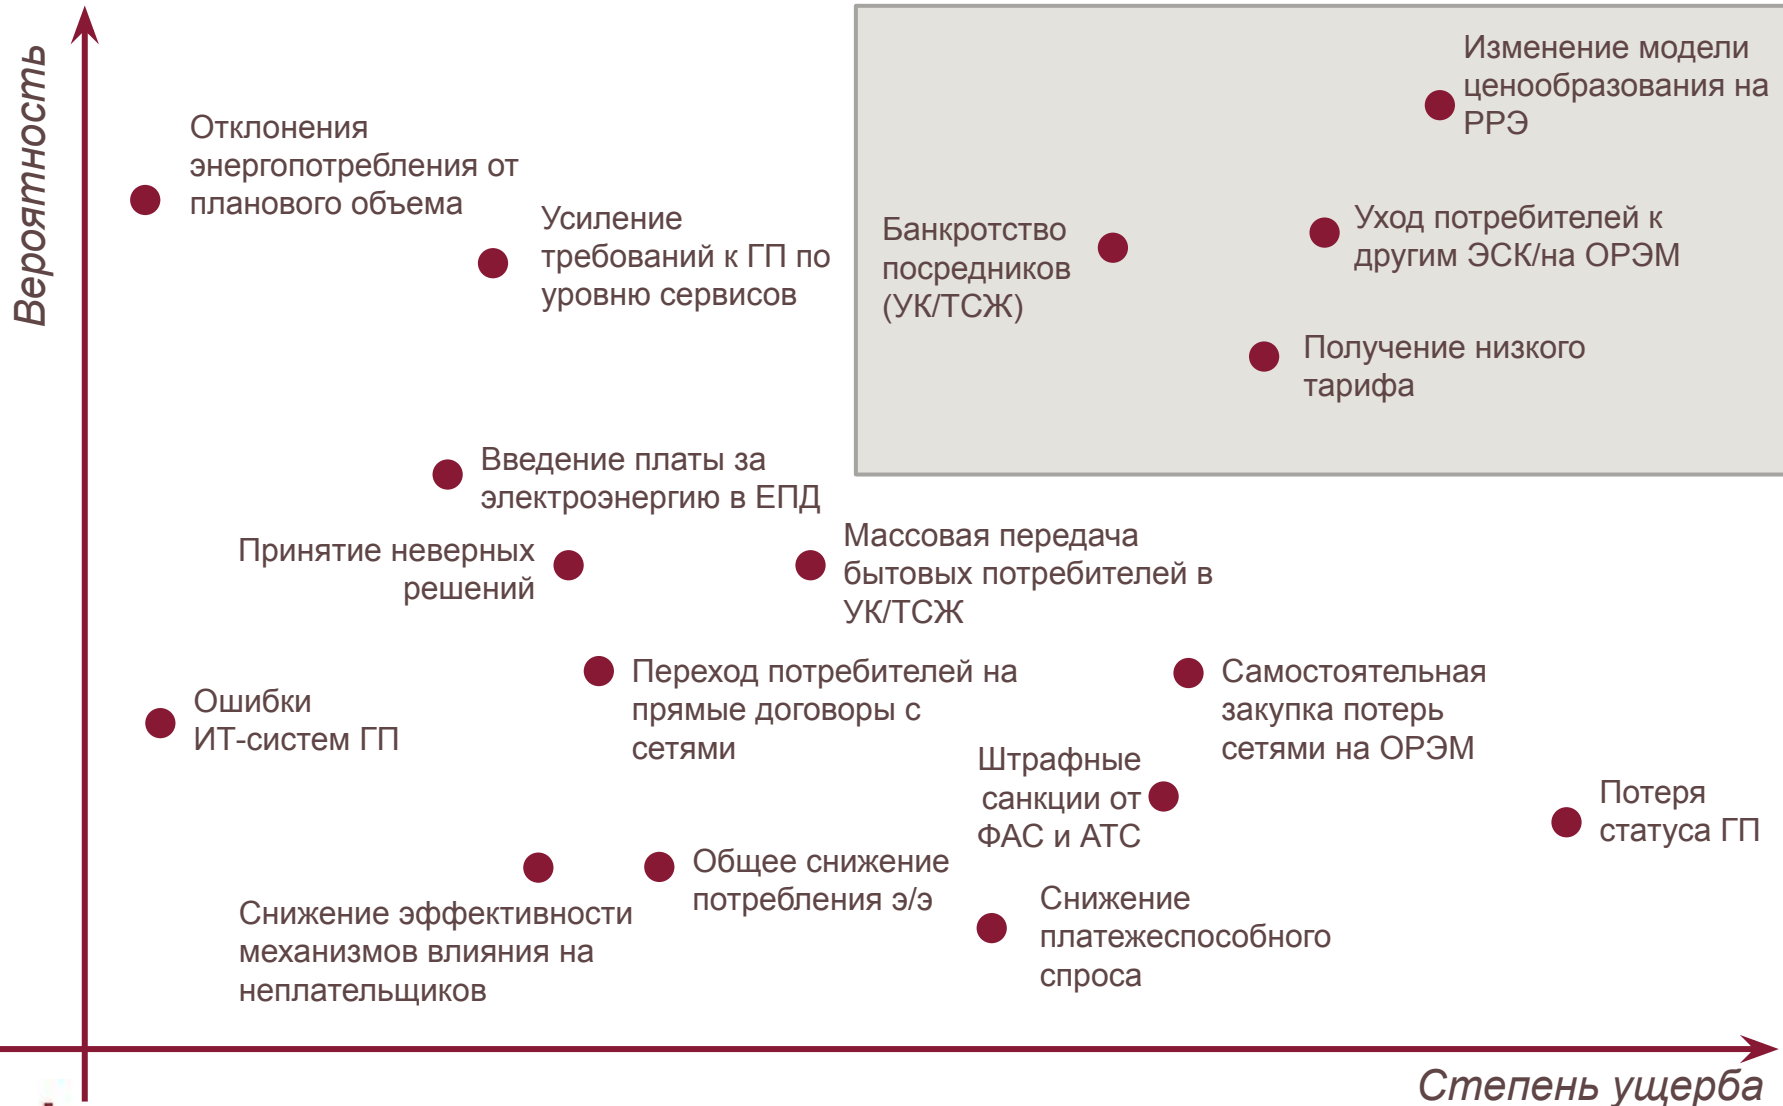 Вероятность
Изменение модели
ценообразования на
РРЭ
Отклонения
энергопотребления от
планового объема
Усиление
требований к ГП по
уровню сервисов
Банкротство
посредников
(УК/ТСЖ)
Уход потребителей к
другим ЭСК/на ОРЭМ
Получение низкого
тарифа
Введение платы за
электроэнергию в ЕПД
Принятие неверных
решений
Массовая передача
бытовых потребителей в
УК/ТСЖ
Ошибки
ИТ-систем ГП
Переход потребителей на
прямые договоры с
сетями
Самостоятельная
закупка потерь
сетями на ОРЭМ
Штрафные
санкции от
ФАС и АТС
Потеря
статуса ГП
Снижение эффективности
механизмов влияния на
неплательщиков
Общее снижение
потребления э/э
Снижение
платежеспособного
спроса
Степень ущерба